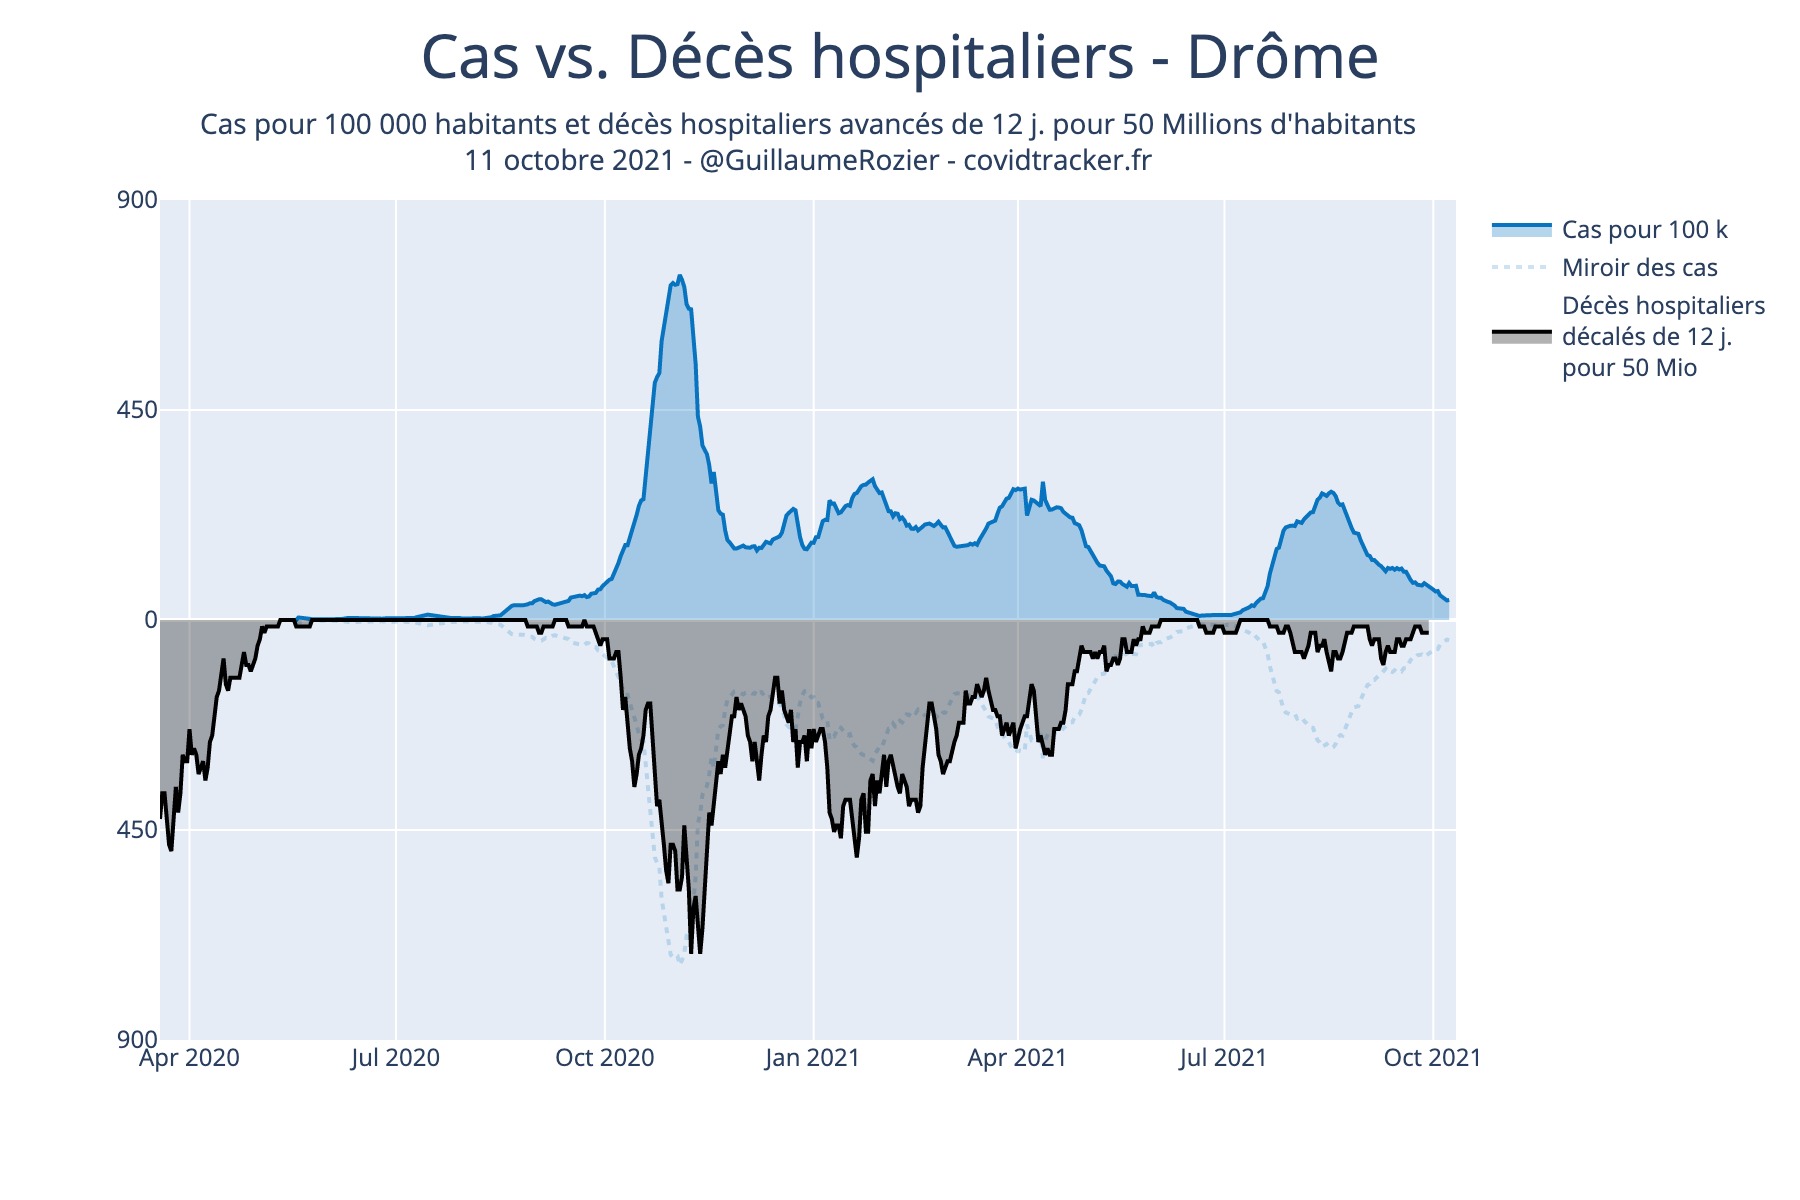 Cas vs. Décès hospitaliers - Drôme
Cas pour 100 000 habitants et décès hospitaliers avancés de 12 j. pour 50 Millions d'habitants
11 octobre 2021 - @GuillaumeRozier - covidtracker.fr
900
450
0
450
900
Apr 2020
Jul 2020
Oct 2020
Jan 2021
Apr 2021
Jul 2021
Oct 2021
Cas pour 100 k
Miroir des cas
Décès hospitaliers
décalés de 12 j.
pour 50 Mio